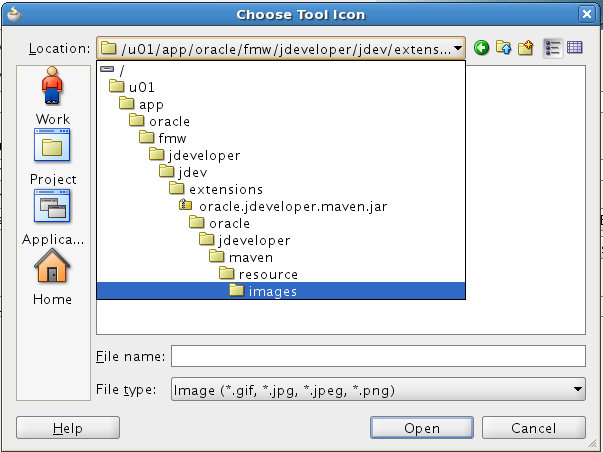 Choose Tool Icon
Location: /u01/app/oracle/fmw/jdeveloper/jdev/extens...
/
u01
app
oracle
fmw
jdeveloper
jdev
extensions
oracle.jdeveloper.maven.jar
oracle
jdeveloper
maven
resource
images
Work
Project
Applica...
Home
File name:
File type: Image (*.gif, *.jpg, *.jpeg, *.png)
Help Open Cancel